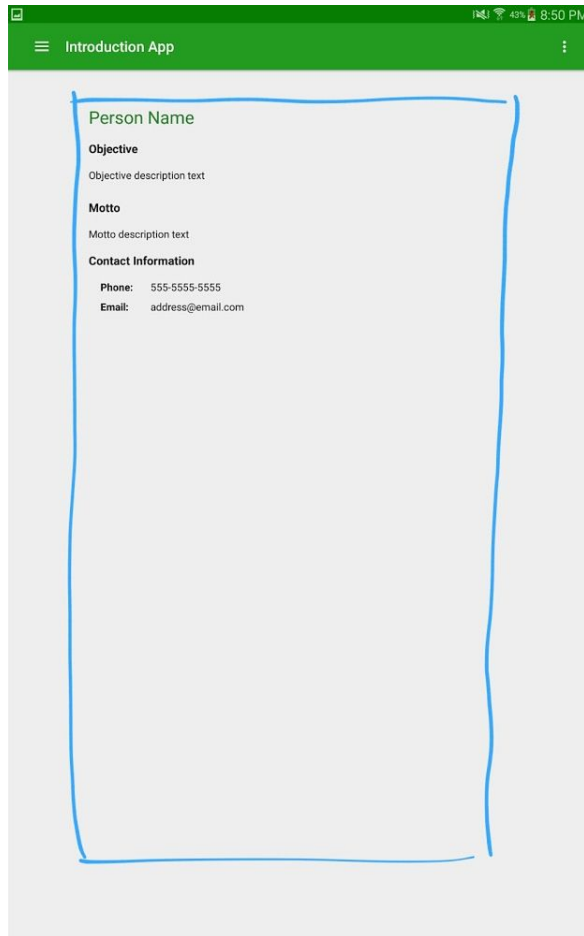 43% 8:50 PM
Introduction App
Person Name
Objective
Objective description text
Motto
Motto description text
Contact Information
Phone: 555-5555-5555
Email: address@email.com